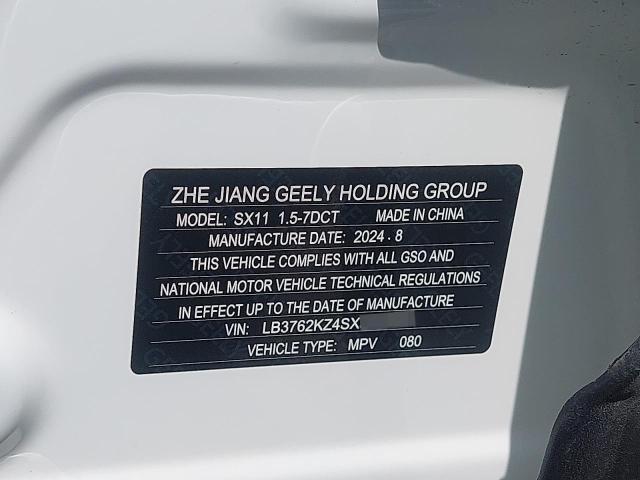 ZHE JIANG GEELY HOLDING GROUP
MODEL: SX11 1.5-7DCT MADE IN CHINA
MANUFACTURE DATE: 2024.8
THIS VEHICLE COMPLIES WITH ALL GSO AND
NATIONAL MOTOR VEHICLE TECHNICAL REGULATIONS
IN EFFECT UP TO THE DATE OF MANUFACTURE
VIN: LB3762KZ4SX
VEHICLE TYPE: MPV 080